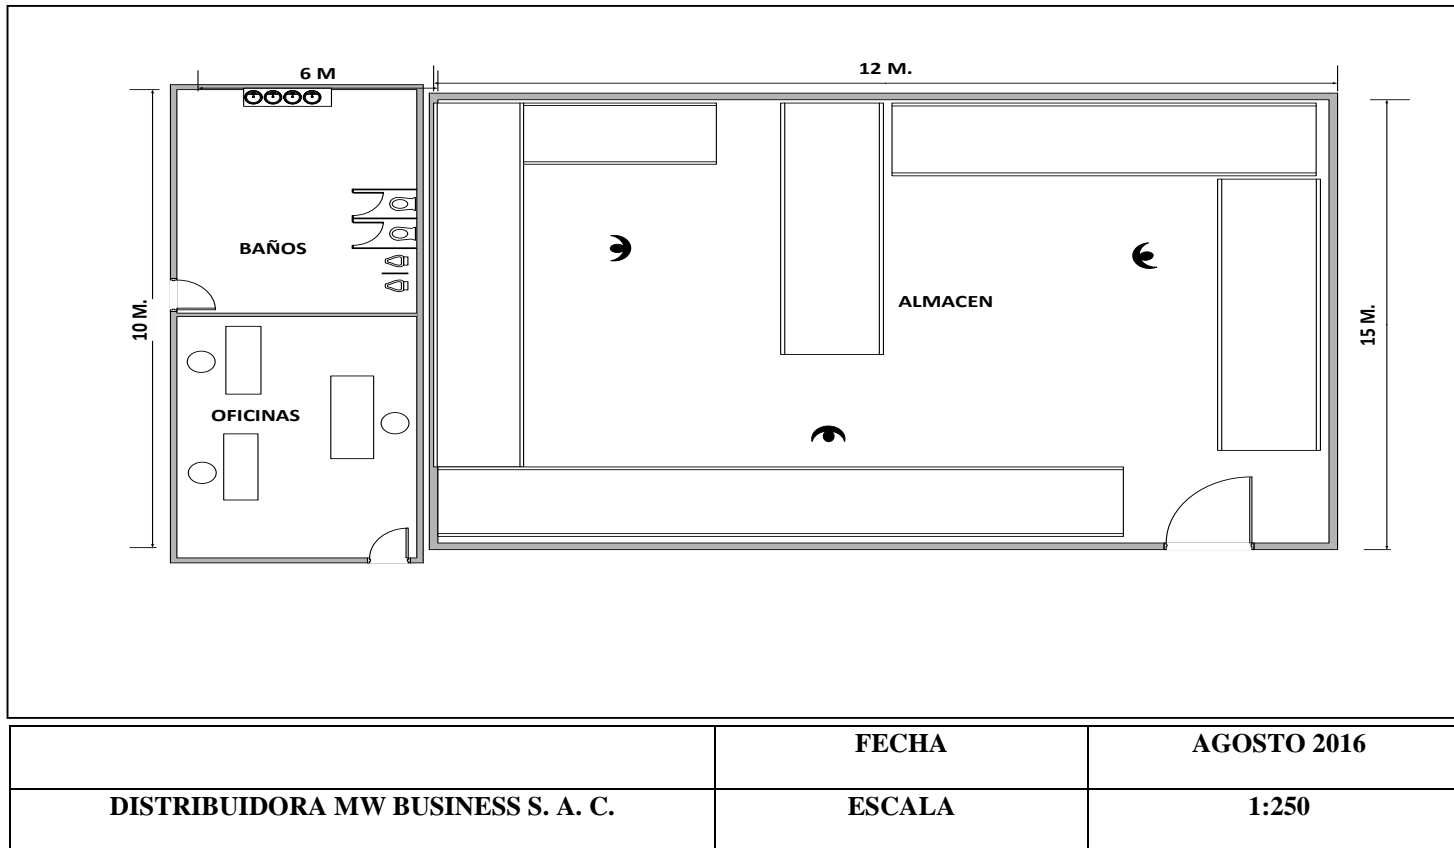 6 M
12 M.
BAÑOS
ALMACEN
10 M.
15 M.
OFICINAS
FECHA
AGOSTO 2016
DISTRIBUIDORA MW BUSINESS S. A. C.
ESCALA
1:250